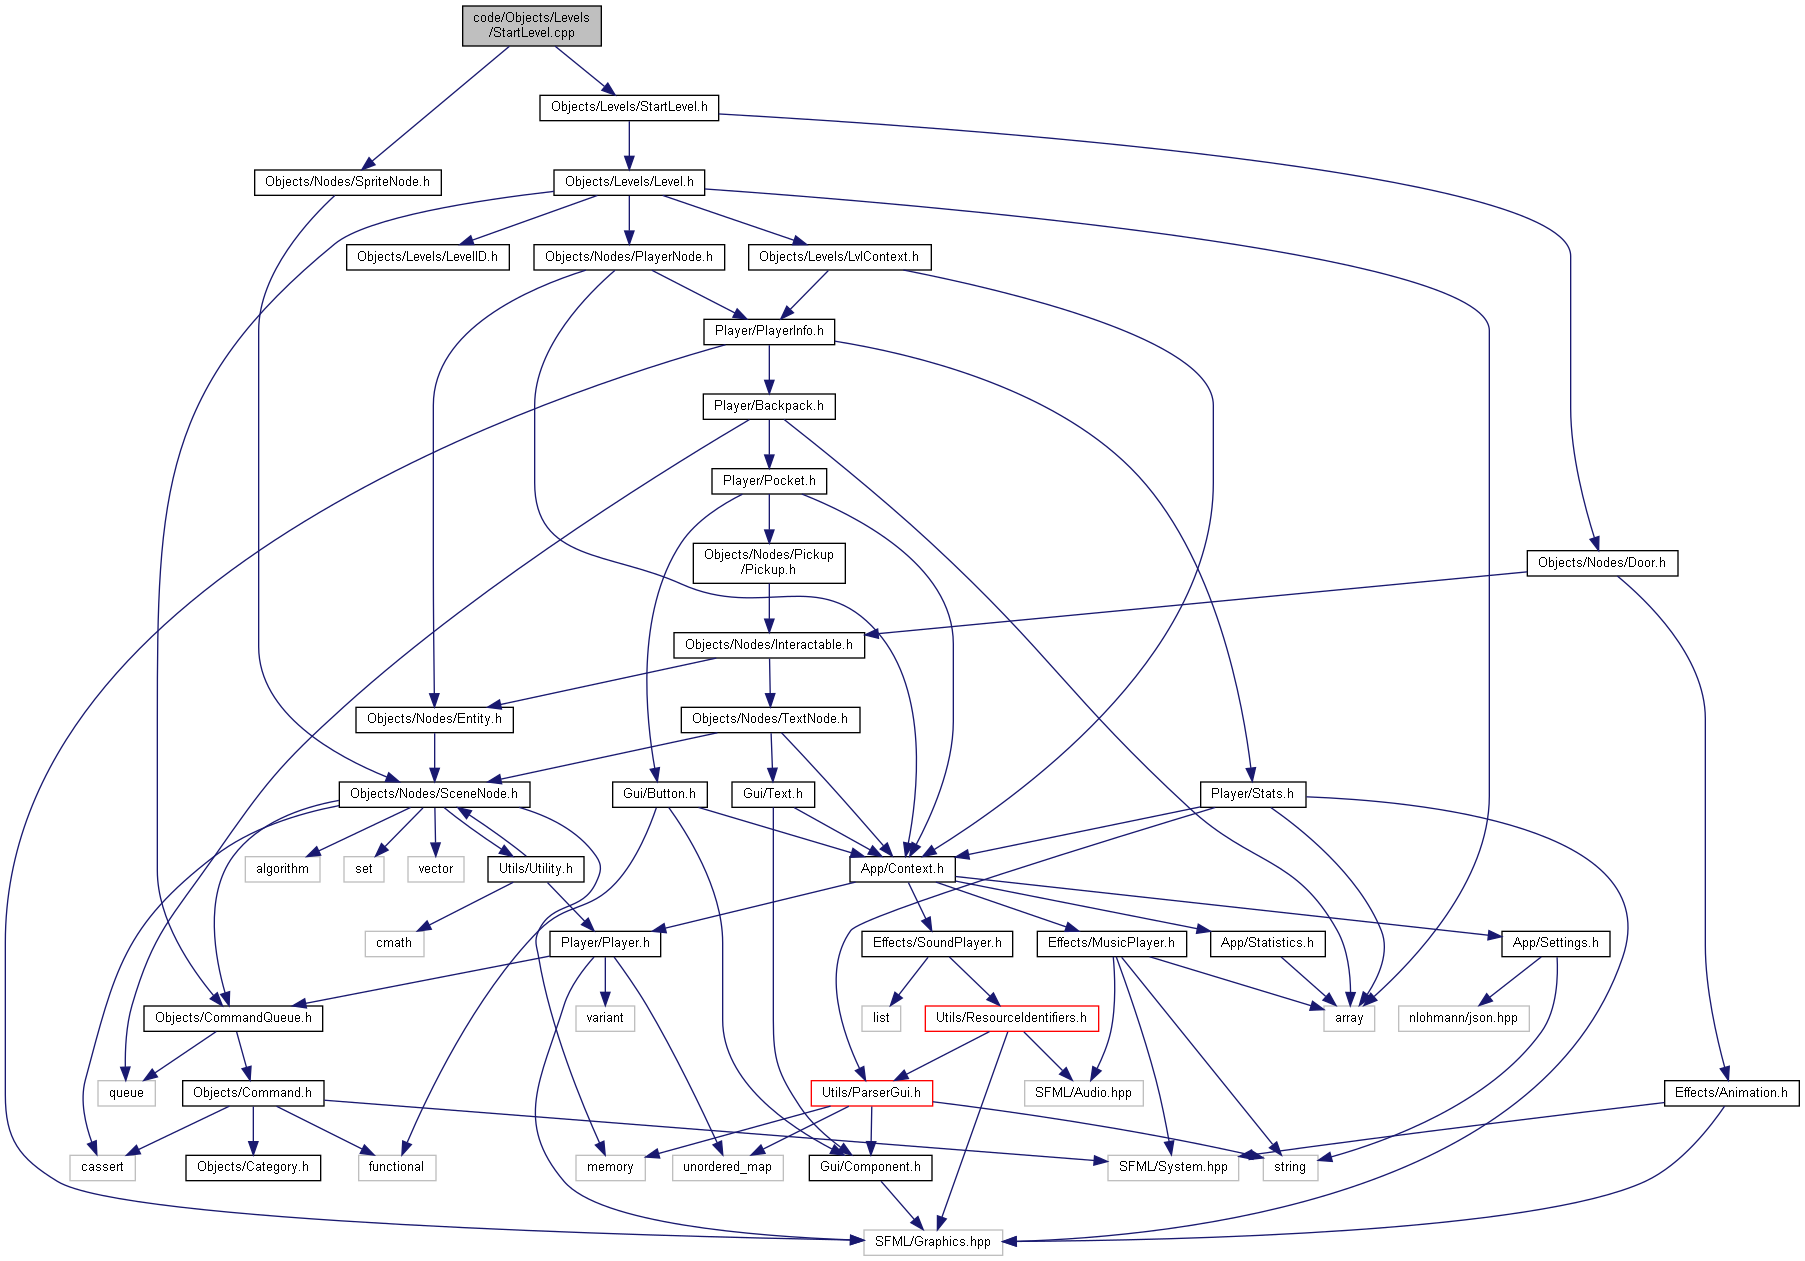 code/Objects/Levels
/StartLevel.cpp
Objects/Levels/StartLevel.h
Objects/Nodes/SpriteNode.h
Objects/Levels/Level.h
Objects/Levels/LevelID.h
Objects/Nodes/PlayerNode.h
Objects/Levels/LvlContext.h
Player/PlayerInfo.h
Player/Backpack.h
Player/Pocket.h
Objects/Nodes/Pickup
/Pickup.h
Objects/Nodes/Door.h
Objects/Nodes/Interactable.h
Objects/Nodes/Entity.h
Objects/Nodes/TextNode.h
Objects/Nodes/SceneNode.h
Gui/Button.h
Gui/Text.h
Player/Stats.h
algorithm
set
vector
Utils/Utility.h
App/Context.h
cmath
Player/Player.h
Effects/SoundPlayer.h
Effects/MusicPlayer.h
App/Statistics.h
App/Settings.h
Objects/CommandQueue.h
variant
list
Utils/ResourceIdentifiers.h
array
nlohmann/json.hpp
queue
Objects/Command.h
Utils/ParserGui.h
SFML/Audio.hpp
Effects/Animation.h
cassert
Objects/Category.h
functional
memory
unordered_map
Gui/Component.h
SFML/System.hpp
string
SFML/Graphics.hpp